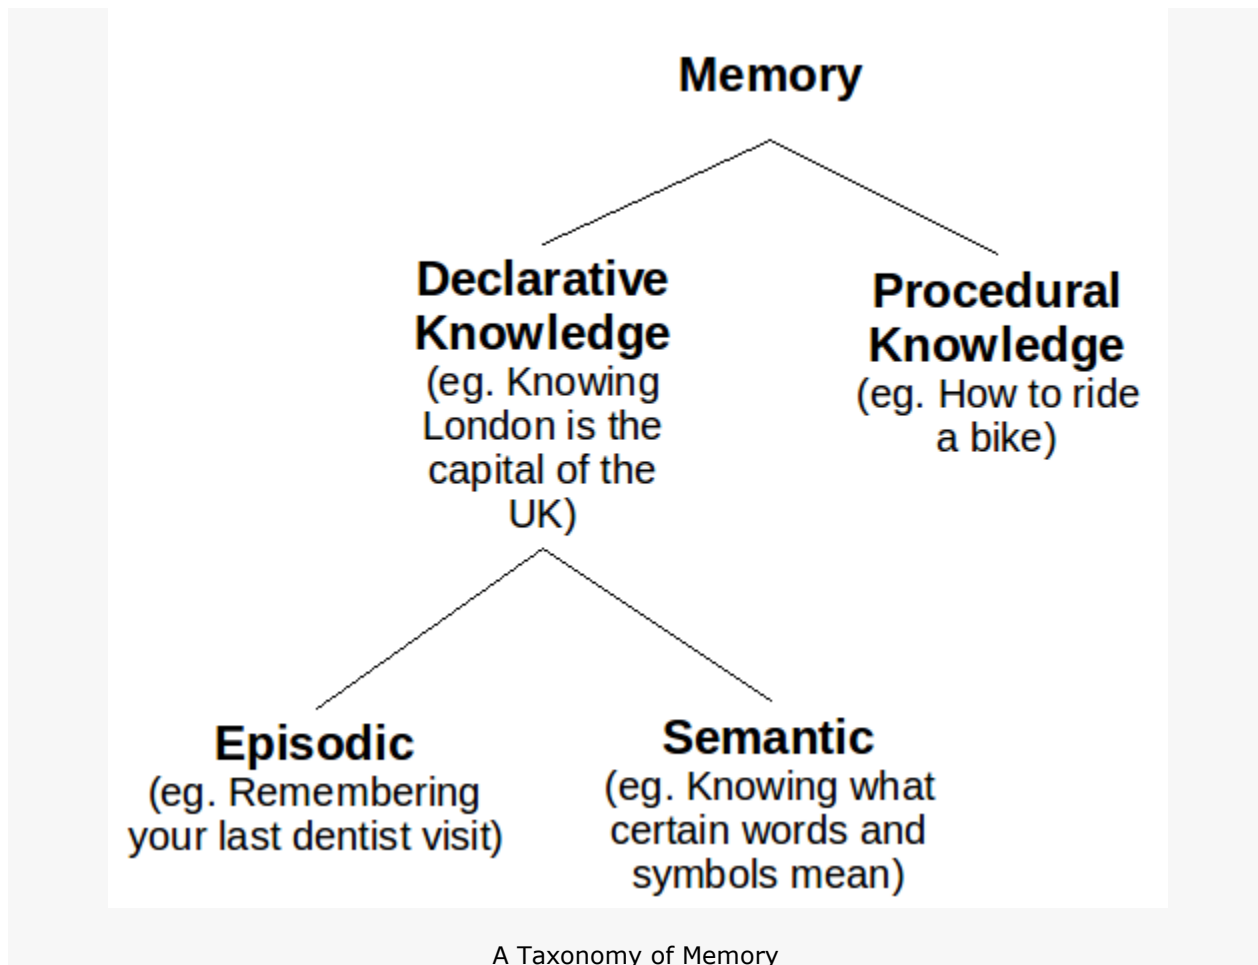 Memory
Declarative
Knowledge
(eg. Knowing
London is the
capital of the
UK)
Procedural
Knowledge
(eg. How to ride
a bike)
Episodic
(eg. Remembering
your last dentist visit)
Semantic
(eg. Knowing what
certain words and
symbols mean)
A Taxonomy of Memory